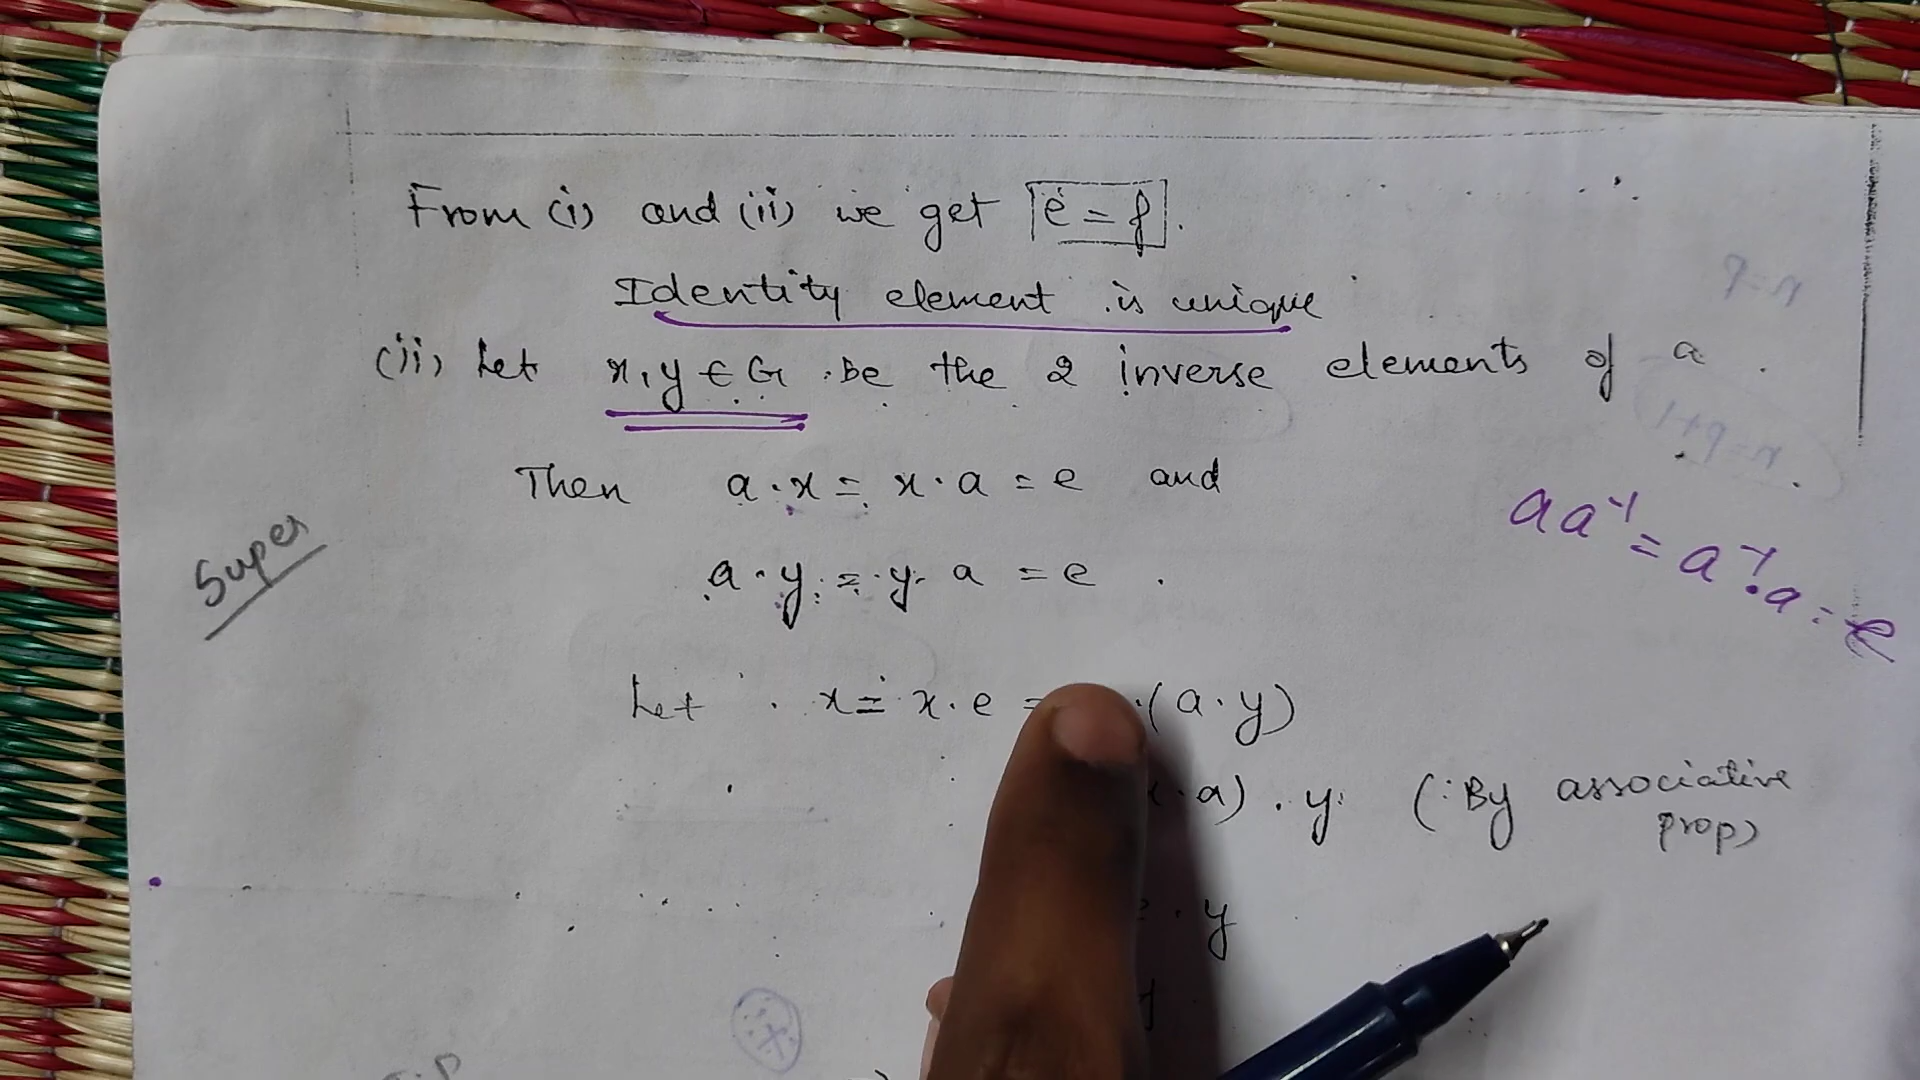 From (i) and (ii) we get e = f.
Identity element is unique
(ii) Let x, y ∈ G be the 2 inverse elements of a.
Then a · x = x · a = e and
a · y = y · a = e.
aa⁻¹ = a⁻¹ · a = e
Super
Let x = x · e = · (a · y)
· a) · y (∵ By associative
prop)
· y